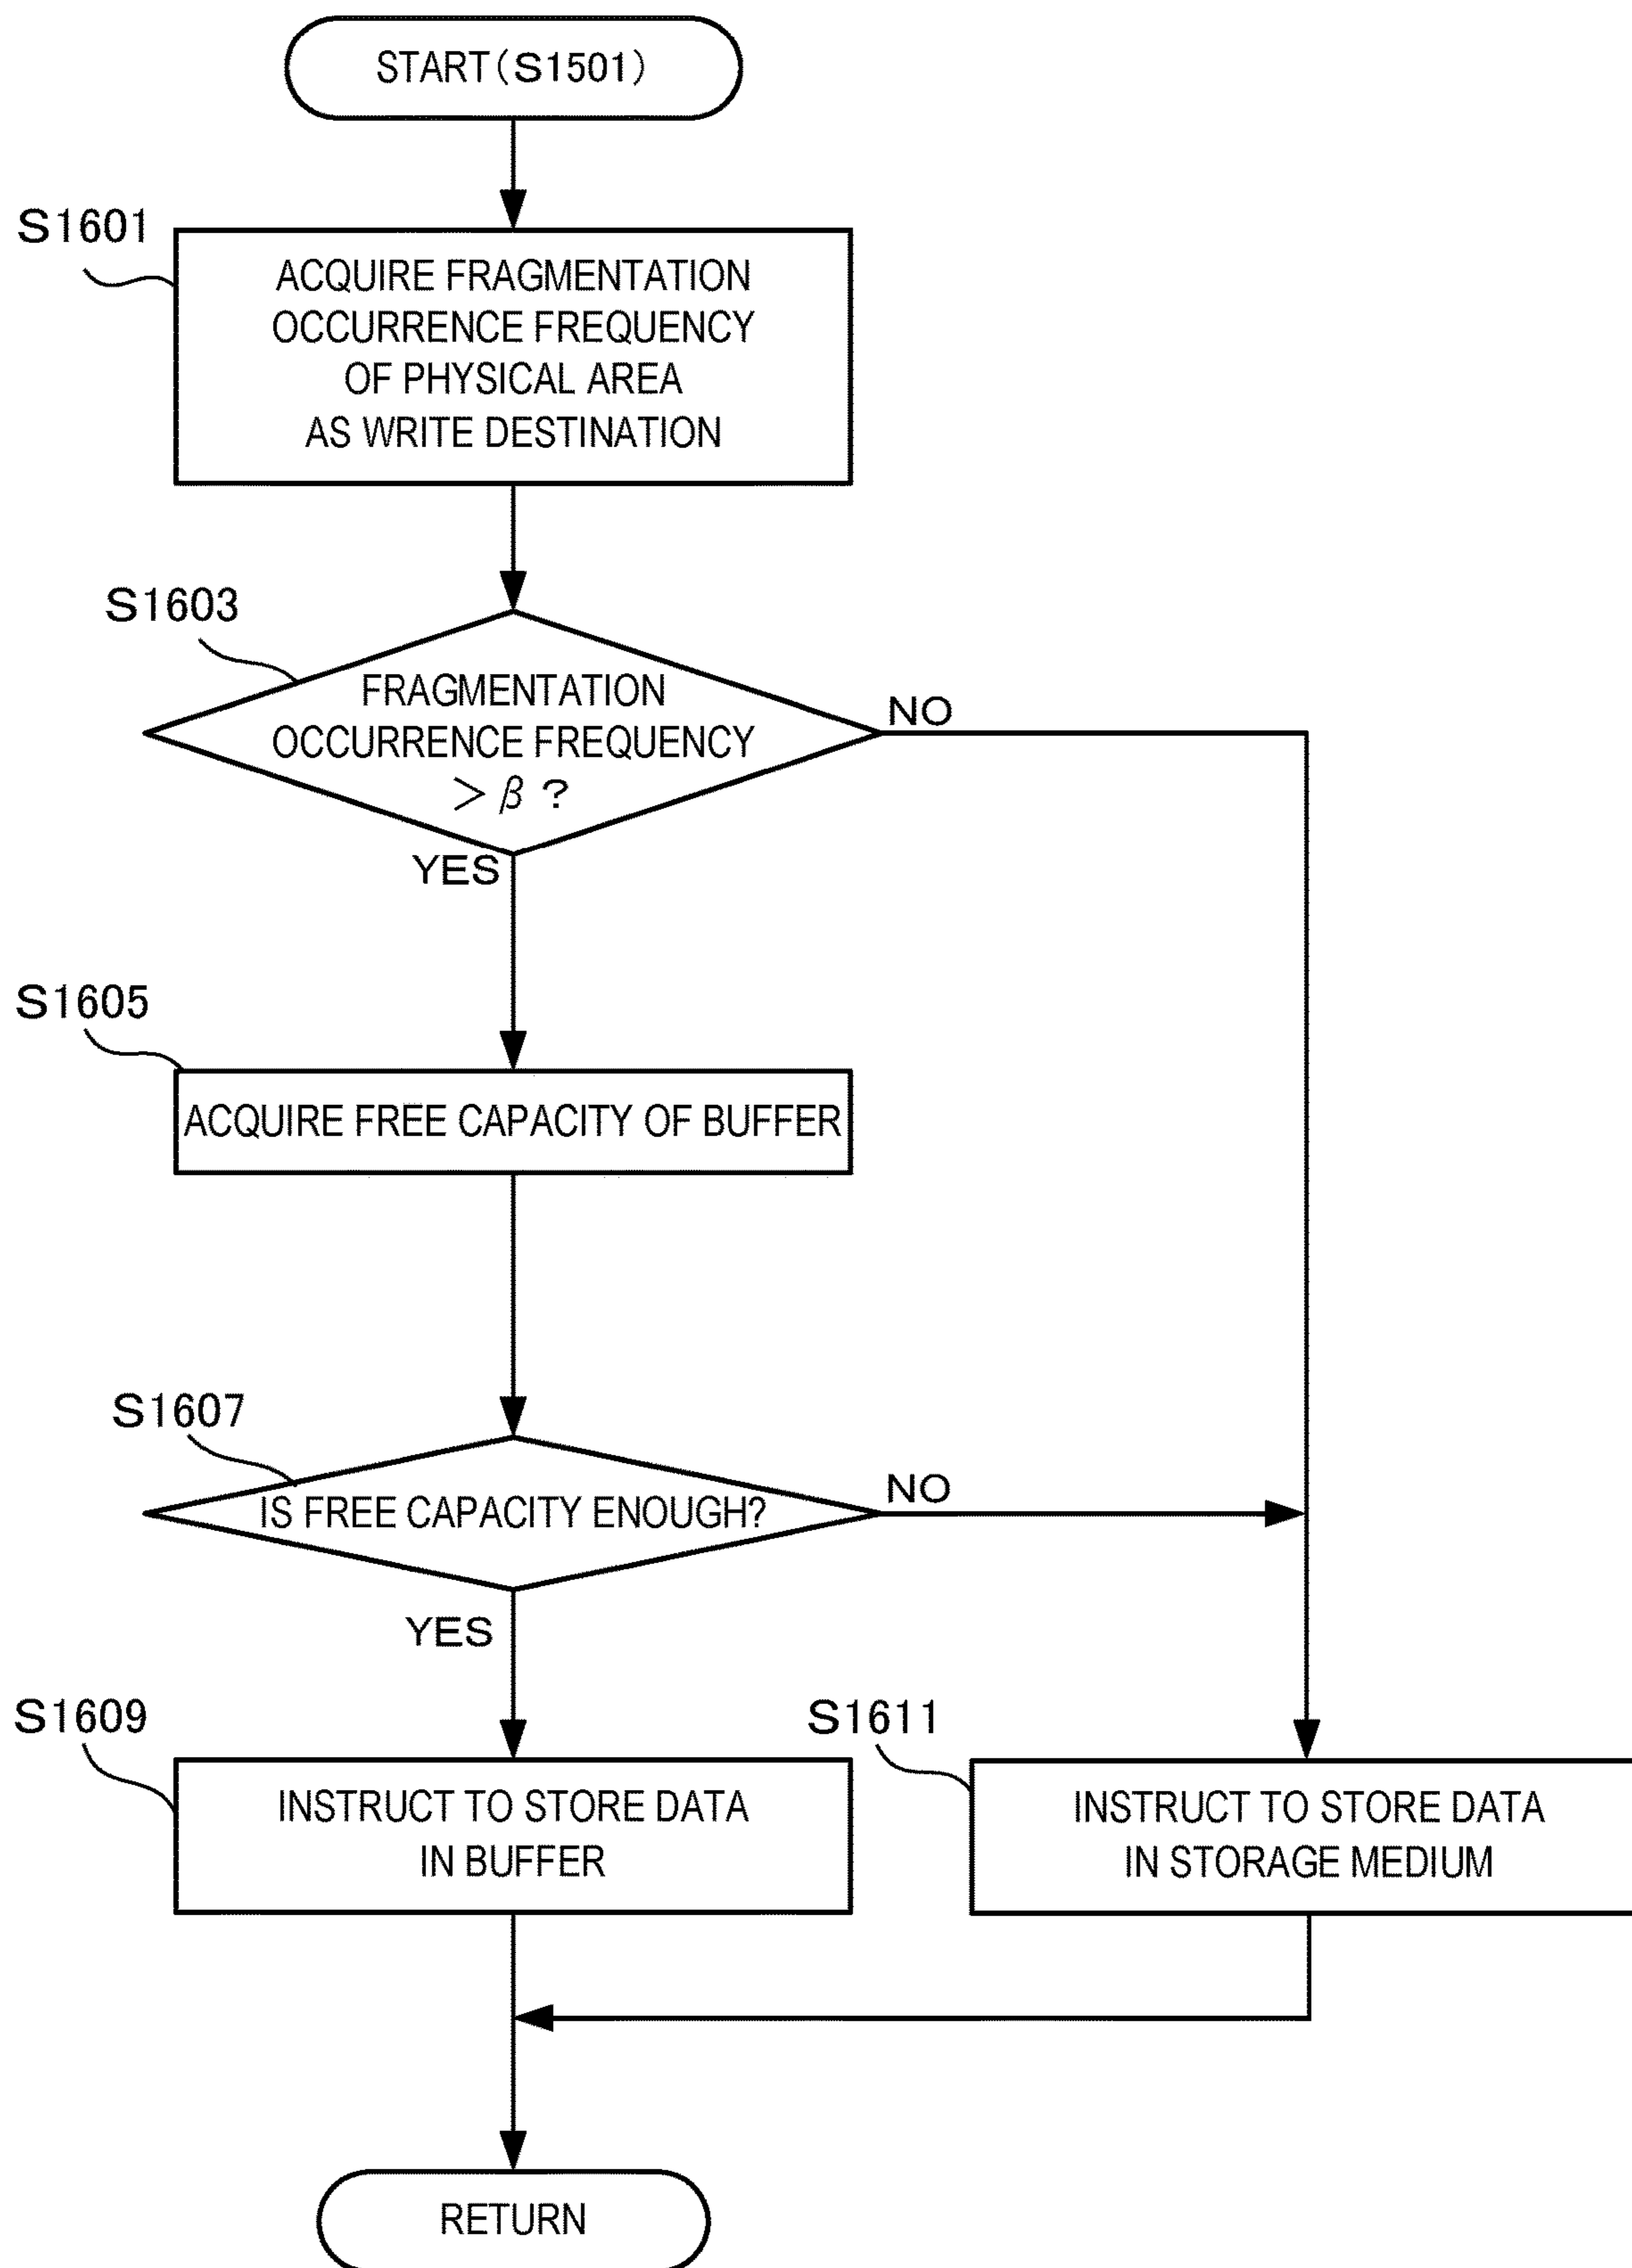 START(S1501)
S1601
ACQUIRE FRAGMENTATION
OCCURRENCE FREQUENCY
OF PHYSICAL AREA
AS WRITE DESTINATION
S1603
FRAGMENTATION
OCCURRENCE FREQUENCY
> β ?
NO
YES
S1605
ACQUIRE FREE CAPACITY OF BUFFER
S1607
IS FREE CAPACITY ENOUGH?
NO
YES
S1609
INSTRUCT TO STORE DATA
IN BUFFER
S1611
INSTRUCT TO STORE DATA
IN STORAGE MEDIUM
RETURN